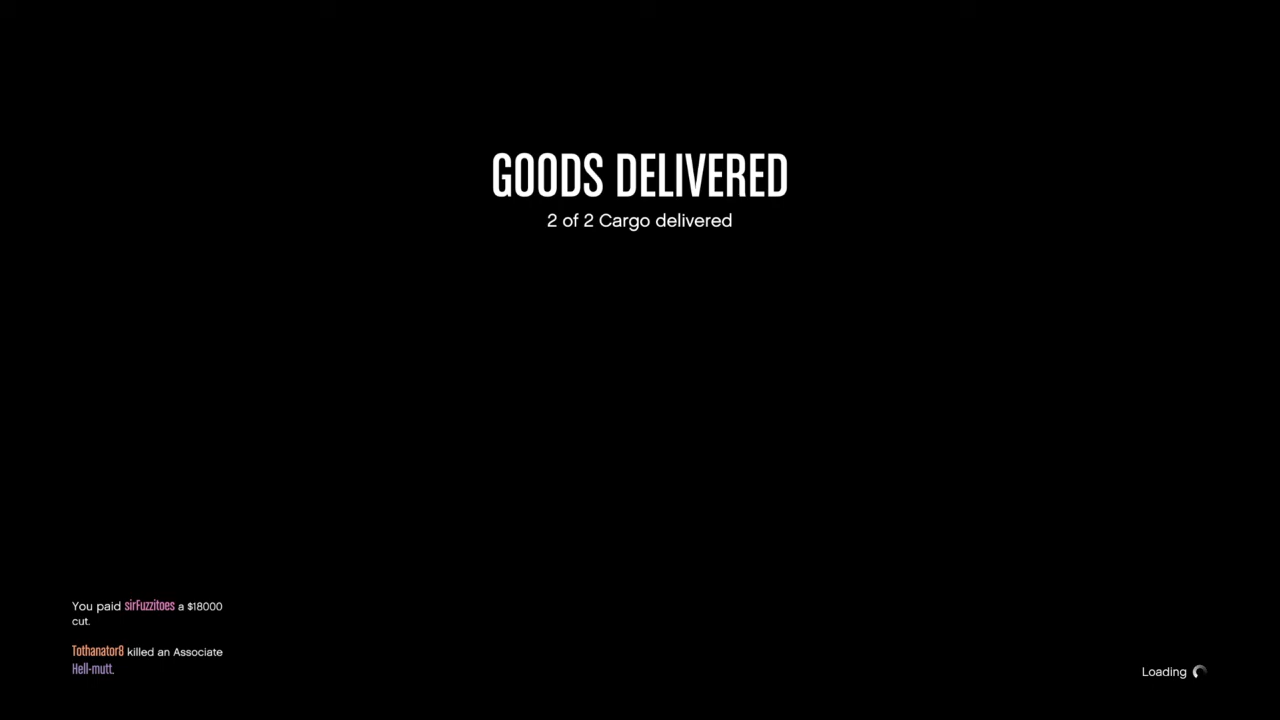 GOODS DELIVERED
2 of 2 Cargo delivered
You paid sirFuzzitoes a $18000
cut.
Tothanator8 killed an Associate
Hell-mutt.
Loading